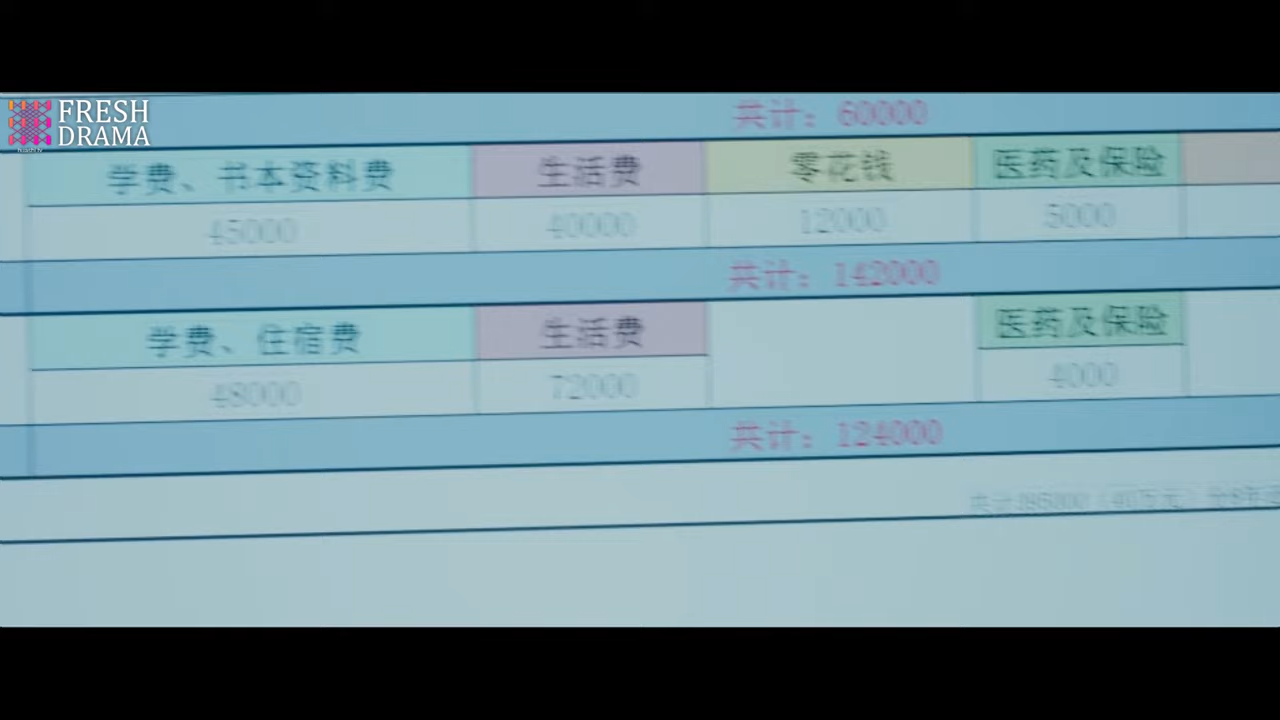 FRESH
DRAMA
共计：60000
学费、书本资料费 生活费 零花钱 医药及保险
45000 40000 12000 5000
共计：142000
学费、住宿费 生活费 医药及保险
48000 72000 4000
共计：124000